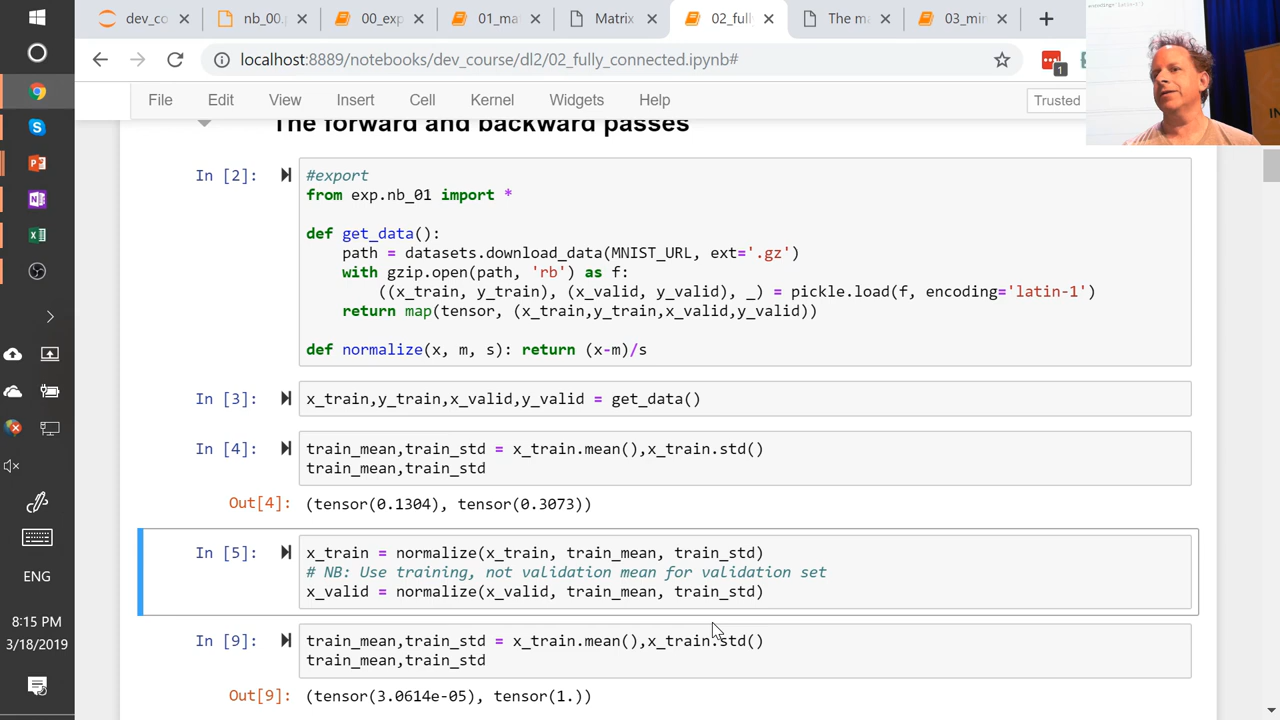 dev_co
nb_00.
00_exp
01_ma
Matrix
02_fully
The ma
03_min
localhost:8889/notebooks/dev_course/dl2/02_fully_connected.ipynb#
1
File Edit View Insert Cell Kernel Widgets Help
Trusted
The forward and backward passes
In [2]:
#export
from exp.nb_01 import *
def get_data():
path = datasets.download_data(MNIST_URL, ext='.gz')
with gzip.open(path, 'rb') as f:
((x_train, y_train), (x_valid, y_valid), _) = pickle.load(f, encoding='latin-1')
return map(tensor, (x_train,y_train,x_valid,y_valid))
def normalize(x, m, s): return (x-m)/s
In [3]: x_train,y_train,x_valid,y_valid = get_data()
In [4]: train_mean,train_std = x_train.mean(),x_train.std()
train_mean,train_std
Out[4]: (tensor(0.1304), tensor(0.3073))
In [5]: x_train = normalize(x_train, train_mean, train_std)
# NB: Use training, not validation mean for validation set
x_valid = normalize(x_valid, train_mean, train_std)
In [9]: train_mean,train_std = x_train.mean(),x_train.std()
train_mean,train_std
Out[9]: (tensor(3.0614e-05), tensor(1.))
ENG
8:15 PM
3/18/2019
IN